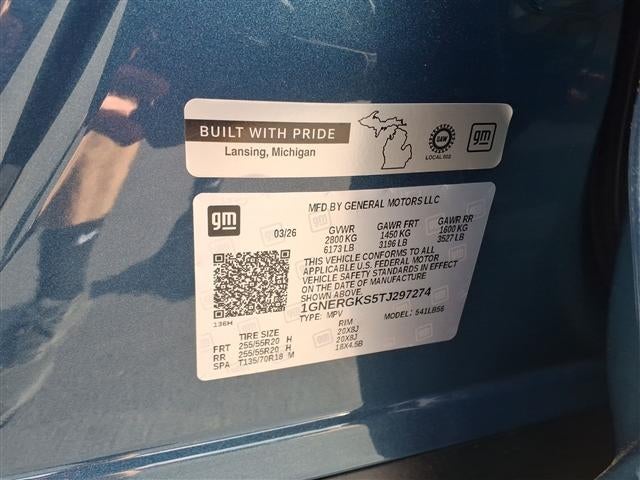 BUILT WITH PRIDE
Lansing, Michigan
UAW
LOCAL 602
gm
gm
MFD BY GENERAL MOTORS LLC
03/26 GVWR GAWR FRT GAWR RR
2800 KG 1450 KG 1600 KG
6173 LB 3196 LB 3527 LB
THIS VEHICLE CONFORMS TO ALL
APPLICABLE U.S. FEDERAL MOTOR
VEHICLE SAFETY STANDARDS IN EFFECT
ON THE DATE OF MANUFACTURE
SHOWN ABOVE.
1GNERGKS5TJ297274
136H
TYPE: MPV MODEL: 541LB56
TIRE SIZE RIM
FRT 255/55R20 H 20X8J
RR 255/55R20 H 20X8J
SPA T135/70R18 M 18X4.5B